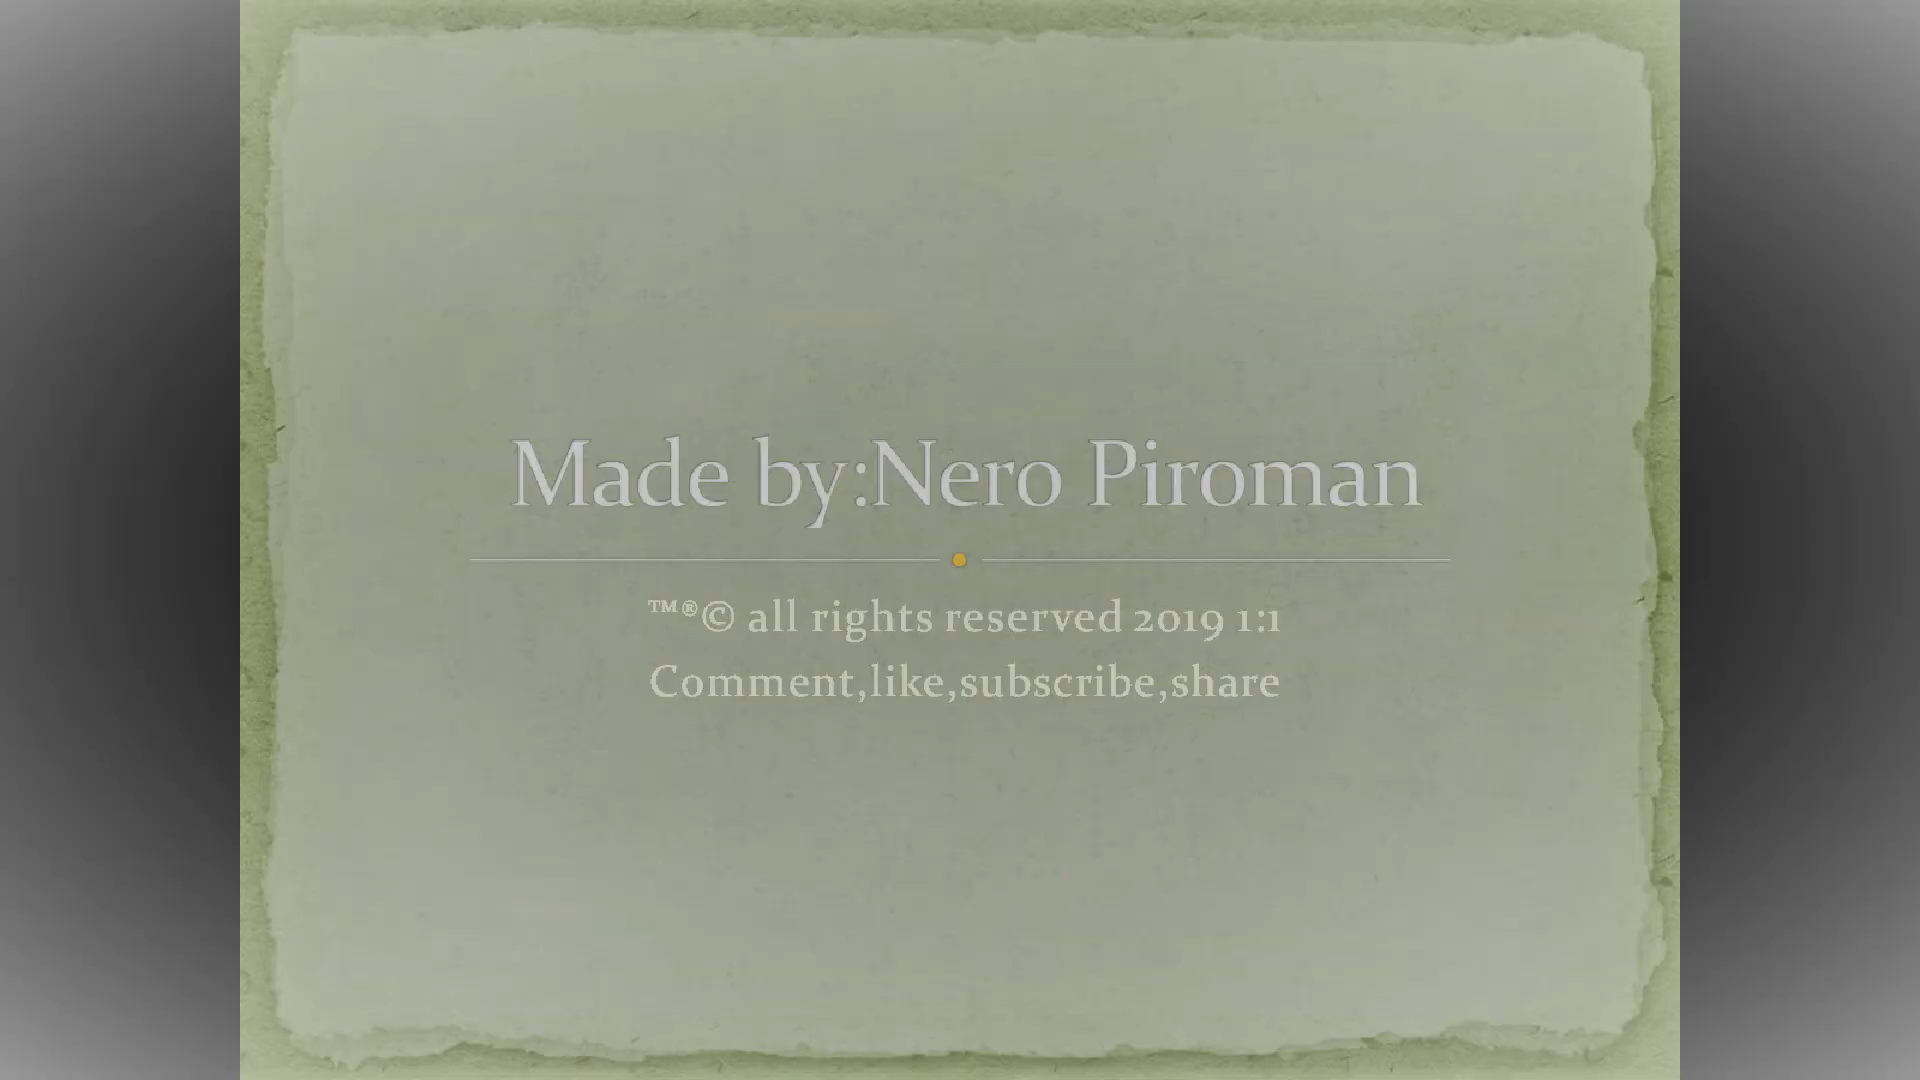 Made by:Nero Piroman
™®© all rights reserved 2019 1:1
Comment,like,subscribe,share